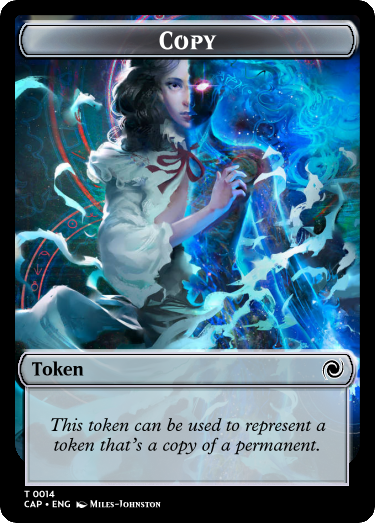 Copy
Token
This token can be used to represent a
token that's a copy of a permanent.
T 0014
CAP • ENG Miles-Johnston